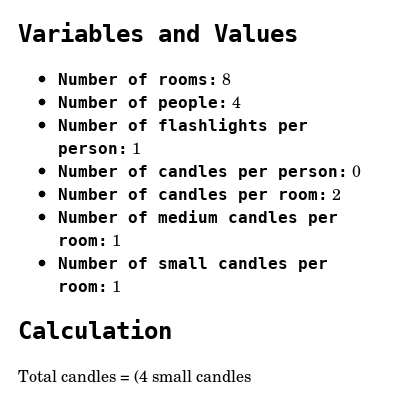 Variables and Values
• Number of rooms: 8
• Number of people: 4
• Number of flashlights per
person: 1
• Number of candles per person: 0
• Number of candles per room: 2
• Number of medium candles per
room: 1
• Number of small candles per
room: 1
Calculation
Total candles = (4 small candles